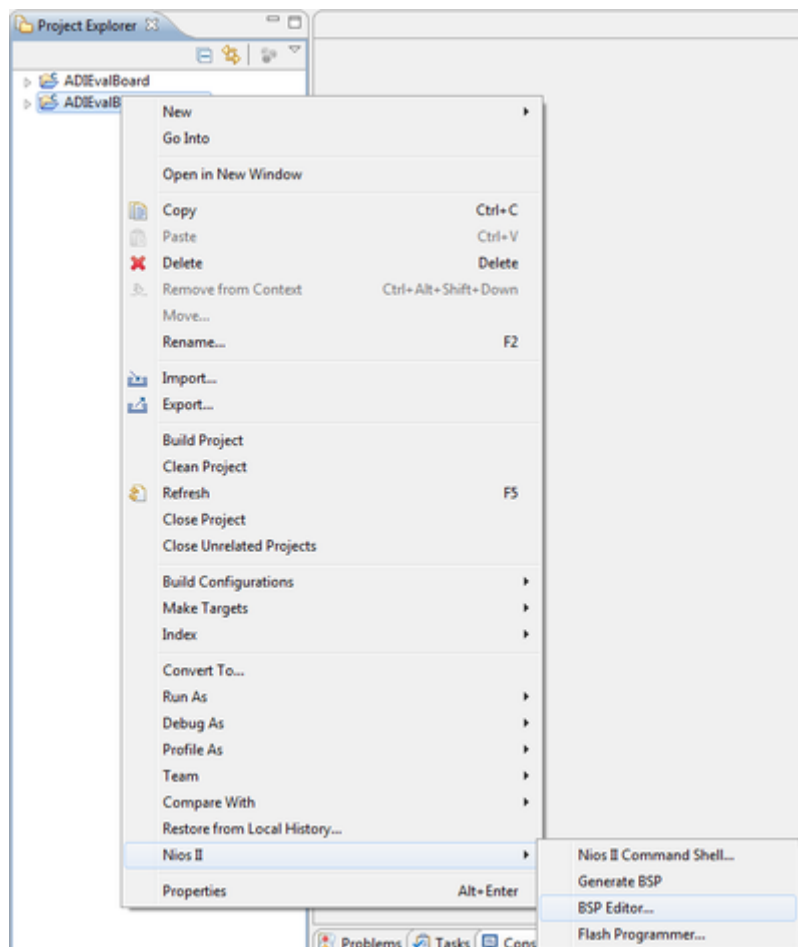 Project Explorer
ADIEvalBoard
ADIEvalB
New
Go Into
Open in New Window
Copy Ctrl+C
Paste Ctrl+V
Delete Delete
Remove from Context Ctrl+Alt+Shift+Down
Move...
Rename... F2
Import...
Export...
Build Project
Clean Project
Refresh F5
Close Project
Close Unrelated Projects
Build Configurations
Make Targets
Index
Convert To...
Run As
Debug As
Profile As
Team
Compare With
Restore from Local History...
Nios II
Properties Alt+Enter
Nios II Command Shell...
Generate BSP
BSP Editor...
Flash Programmer...
Problems Tasks Cons